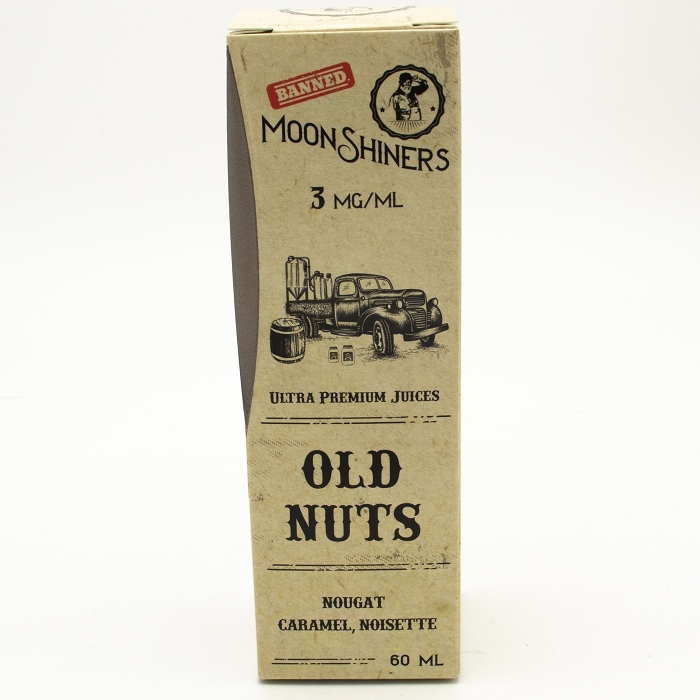 BANNED.
MOONSHINERS
3 MG/ML
ULTRA PREMIUM JUICES
OLD
NUTS
NOUGAT
CARAMEL, NOISETTE
60 ML